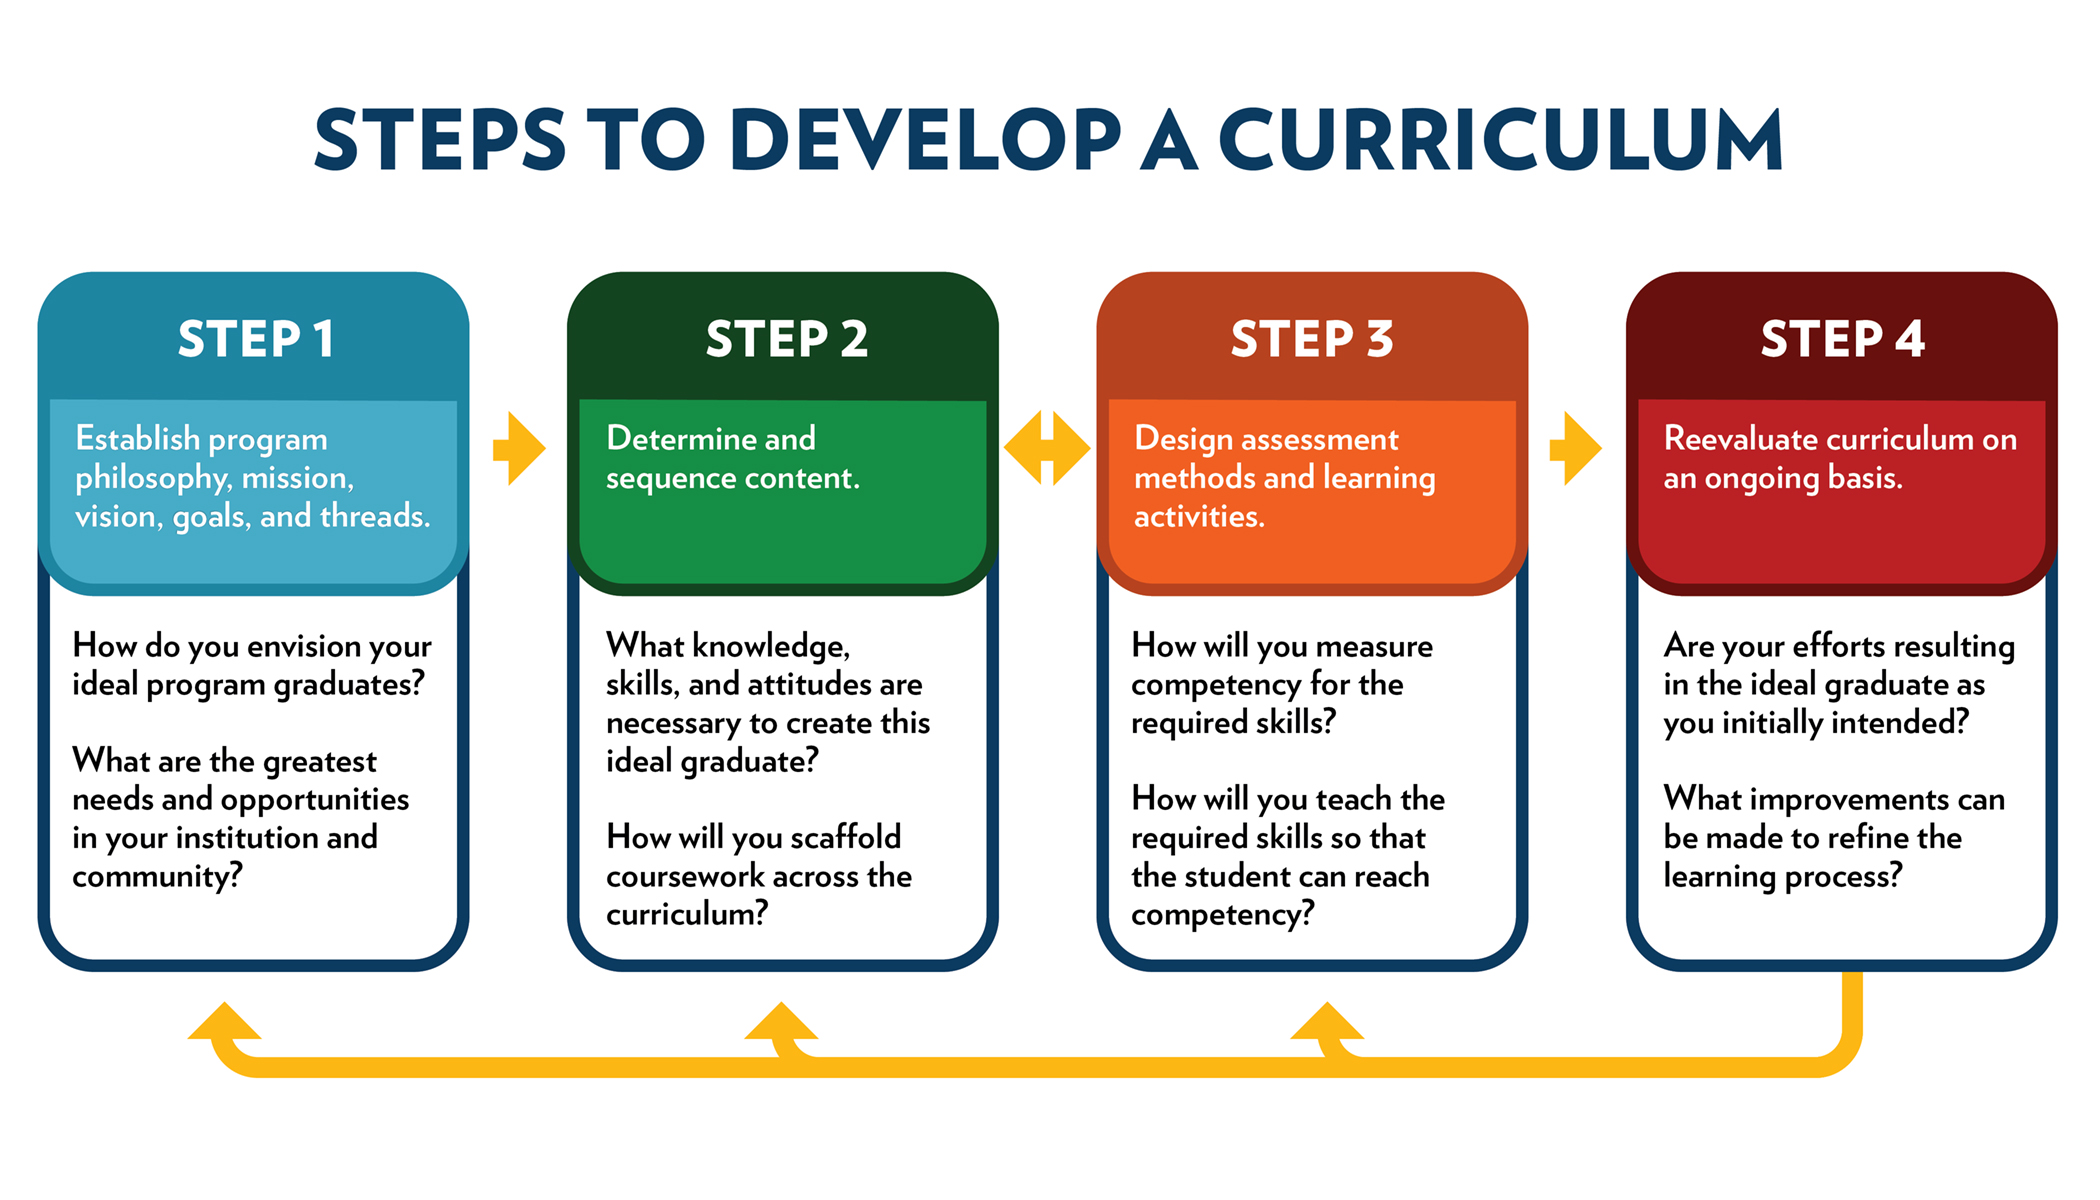 STEPS TO DEVELOP A CURRICULUM
STEP 1
Establish program
philosophy, mission,
vision, goals, and threads.
How do you envision your
ideal program graduates?
What are the greatest
needs and opportunities
in your institution and
community?
STEP 2
Determine and
sequence content.
What knowledge,
skills, and attitudes are
necessary to create this
ideal graduate?
How will you scaffold
coursework across the
curriculum?
STEP 3
Design assessment
methods and learning
activities.
How will you measure
competency for the
required skills?
How will you teach the
required skills so that
the student can reach
competency?
STEP 4
Reevaluate curriculum on
an ongoing basis.
Are your efforts resulting
in the ideal graduate as
you initially intended?
What improvements can
be made to refine the
learning process?